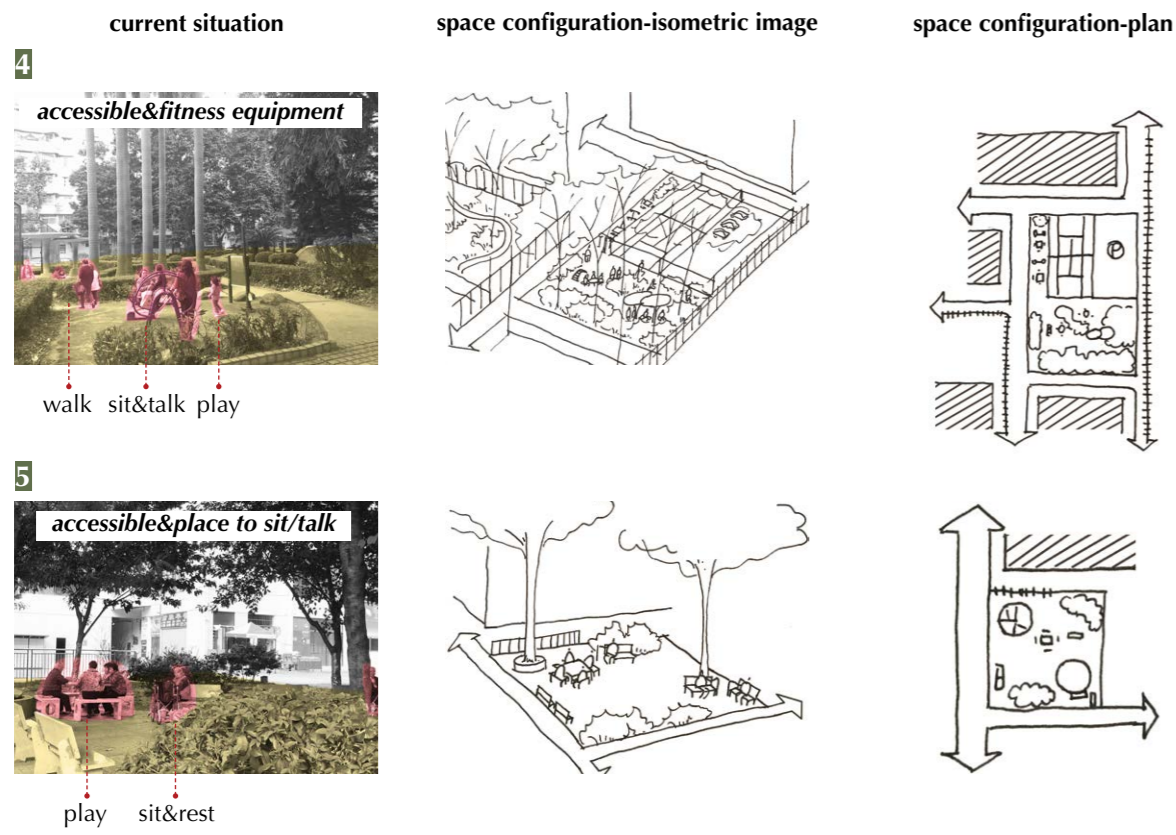 current situation
space configuration-isometric image
space configuration-plan
4
accessible&fitness equipment
P
walk
sit&talk
play
5
accessible&place to sit/talk
play
sit&rest